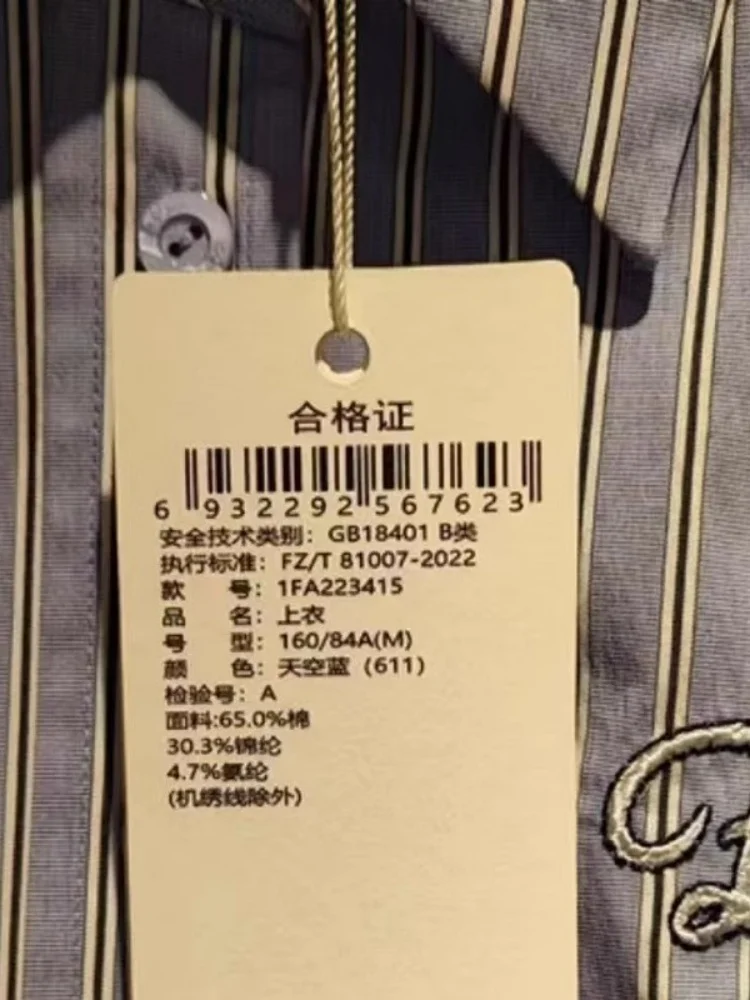 合格证
6 932292 567623
安全技术类别：GB18401 B类
执行标准：FZ/T 81007-2022
款 号：1FA223415
品 名：上衣
号 型：160/84A(M)
颜 色：天空蓝（611）
检验号：A
面料:65.0%棉
30.3%锦纶
4.7%氨纶
(机绣线除外)